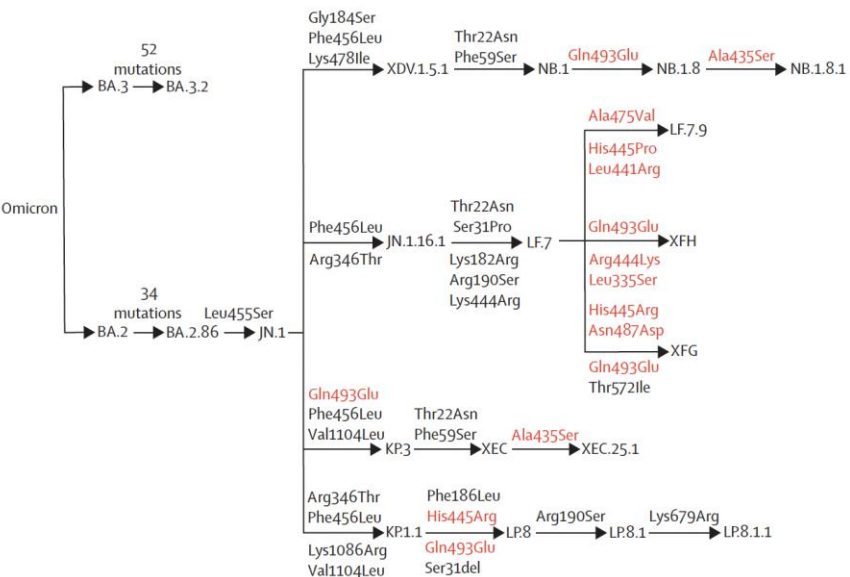 Gly184Ser
Phe456Leu
Lys478Ile
52
mutations
BA.3
BA.3.2
XDV.1.5.1
Thr22Asn
Phe59Ser
NB.1
Gln493Glu
NB.1.8
Ala435Ser
NB.1.8.1
Omicron
Ala475Val
LF.7.9
His445Pro
Leu441Arg
Phe456Leu
JN.1.16.1
Arg346Thr
Thr22Asn
Ser31Pro
LF.7
Lys182Arg
Arg190Ser
Lys444Arg
Gln493Glu
XFH
Arg444Lys
Leu335Ser
His445Arg
Asn487Asp
XFG
Gln493Glu
Thr572Ile
34
mutations
BA.2
BA.2.86
Leu455Ser
JN.1
Gln493Glu
Phe456Leu
Val1104Leu
KP.3
Thr22Asn
Phe59Ser
XEC
Ala435Ser
XEC.25.1
Arg346Thr
Phe456Leu
KP.1.1
Lys1086Arg
Val1104Leu
Phe186Leu
His445Arg
LP.8
Gln493Glu
Ser31del
Arg190Ser
LP.8.1
Lys679Arg
LP.8.1.1